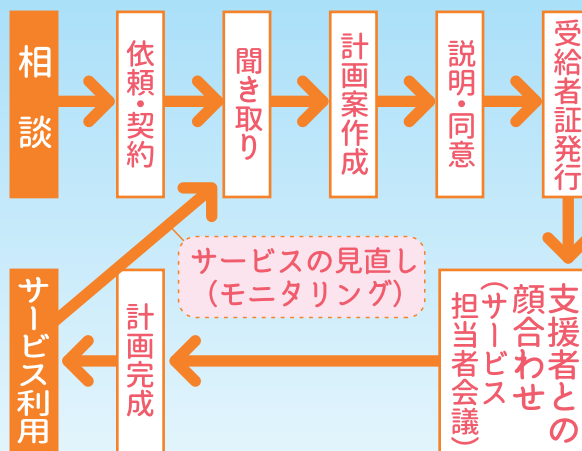 相談
依頼・契約
聞き取り
計画案作成
説明・同意
受給者証発行
支援者との
顔合わせ
(サービス
担当者会議)
計画完成
サービス利用
サービスの見直し
(モニタリング)